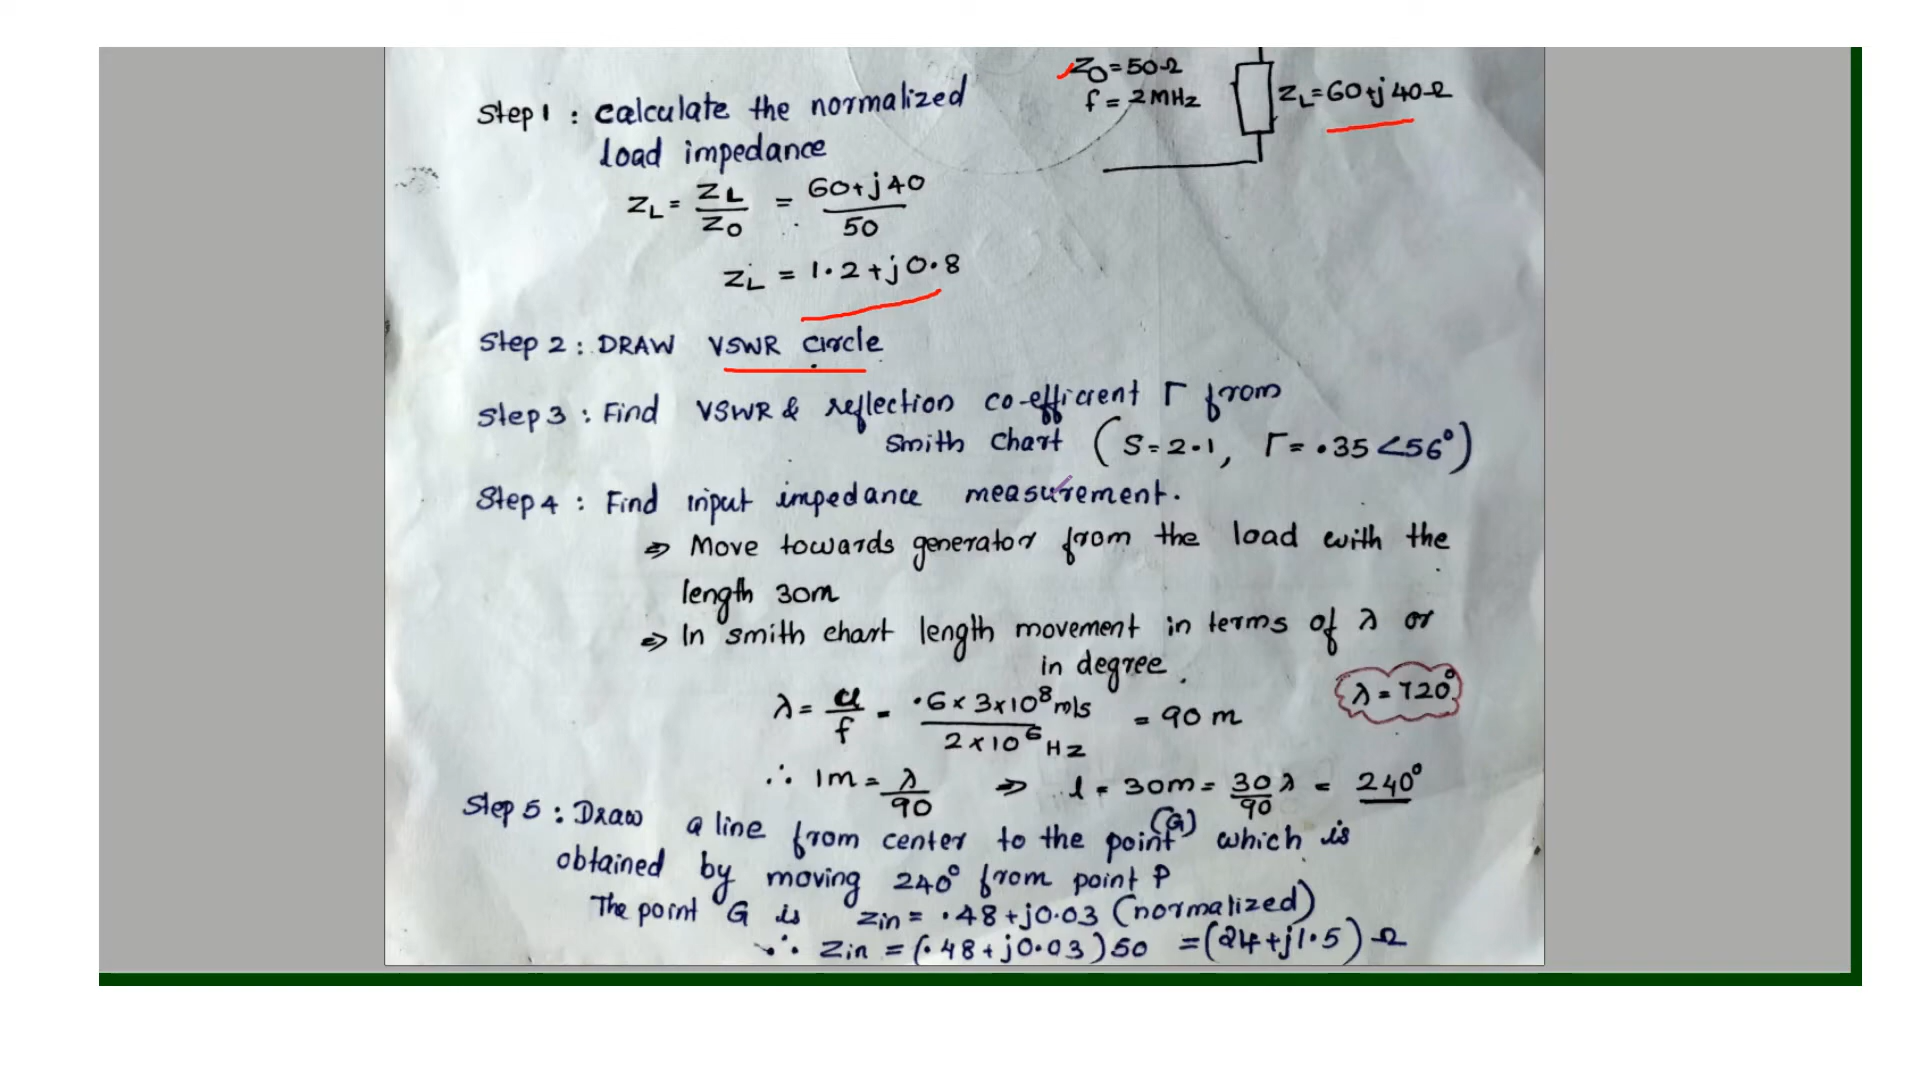 Zo = 50Ω
f = 2MHz
ZL = 60+j40Ω
Step 1 : Calculate the normalized
load impedance
ZL = ZL/Zo = 60+j40/50
ZL = 1.2+j0.8
Step 2 : DRAW VSWR circle
Step 3 : Find VSWR & reflection co-efficient Γ from
Smith Chart (S=2.1, Γ= .35<56°)
Step 4 : Find input impedance measurement.
⇒ Move towards generator from the load with the
length 30m
⇒ In smith chart length movement in terms of λ or
in degree.
λ = 720°
λ = u/f = .6×3×10⁸ m/s / 2×10⁶ Hz = 90 m
∴ 1m = λ/90 ⇒ l = 30m = 30/90 λ = 240°
Step 5 : Draw a line from center to the point (G) which is
obtained by moving 240° from point P
The point G is Zin = .48+j0.03 (normalized)
∴ Zin = (.48+j0.03)50 = (24+j1.5)Ω